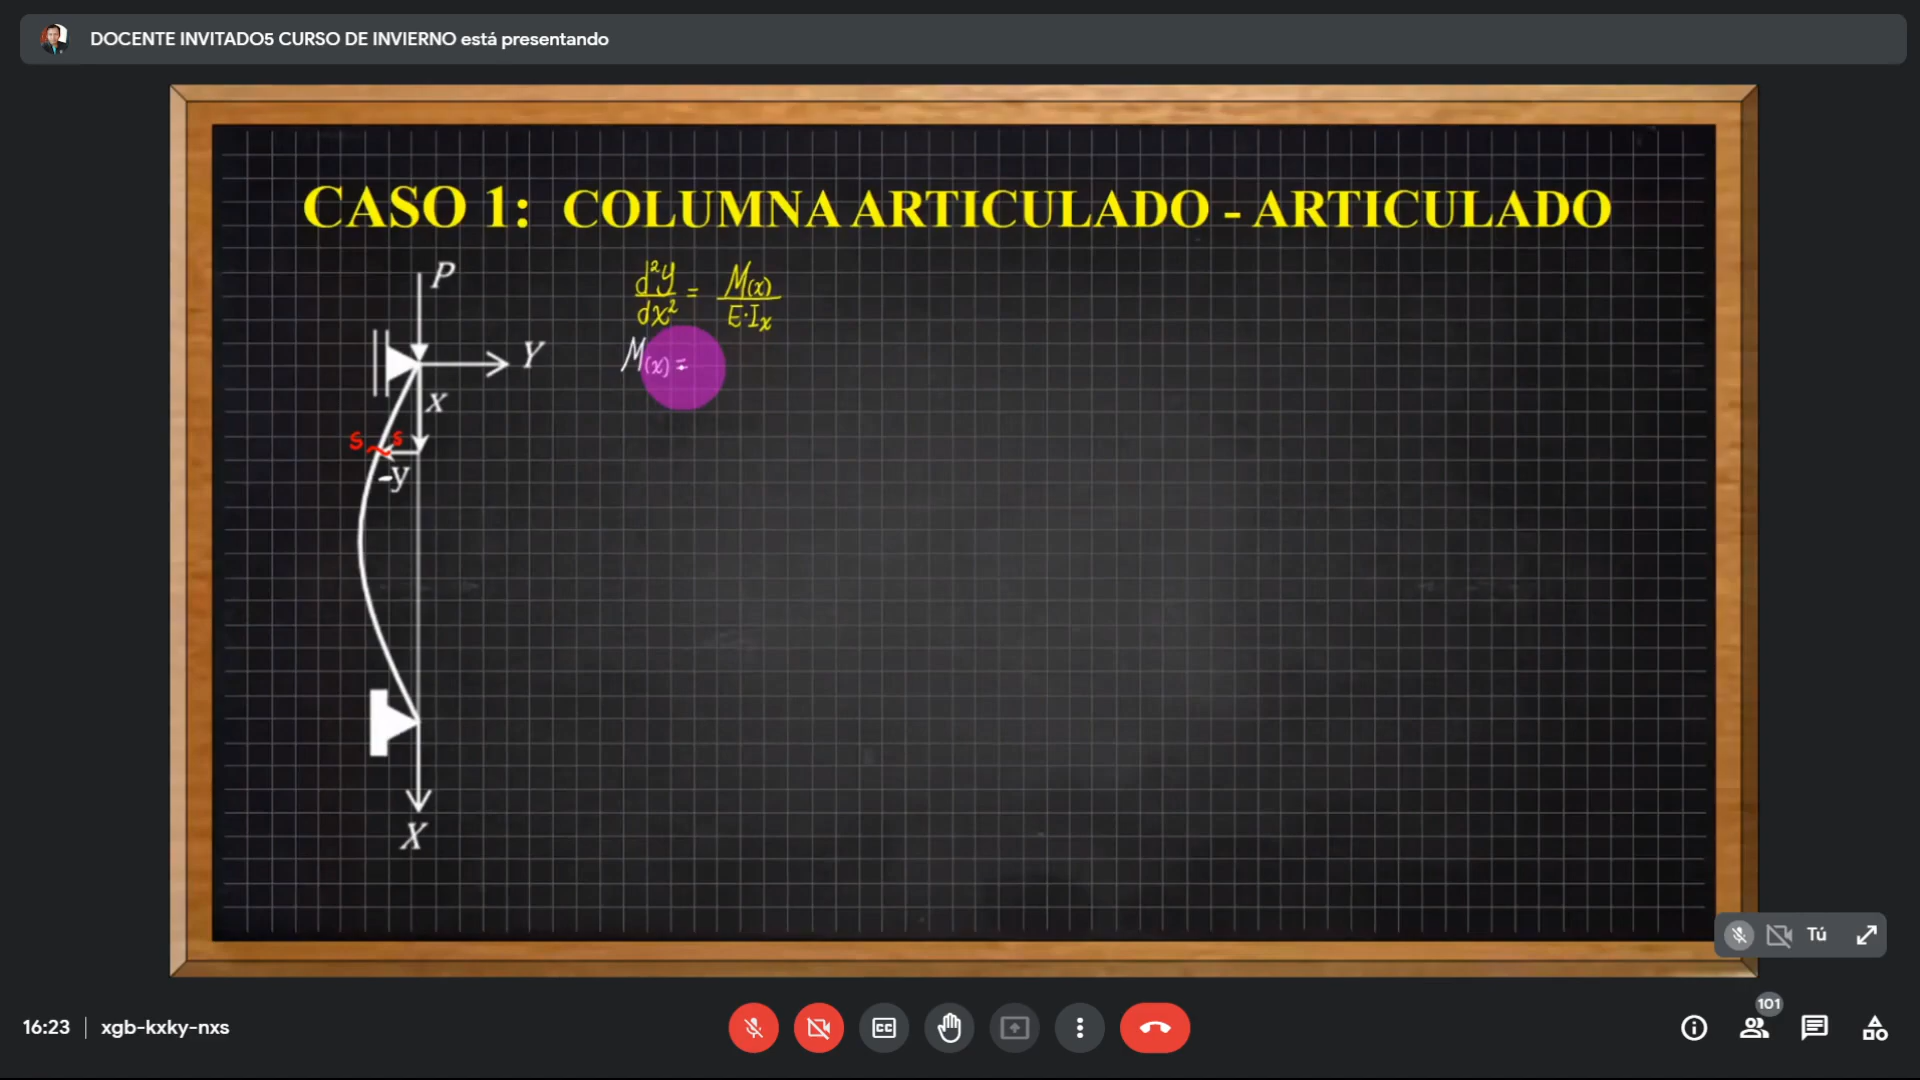 DOCENTE INVITADO5 CURSO DE INVIERNO está presentando
CASO 1: COLUMNA ARTICULADO - ARTICULADO
P
Y
x
S S
-y
X
d²y/dx² = M(x)/E·Ix
M(x) =
Tú
16:23 | xgb-kxky-nxs
CC
101